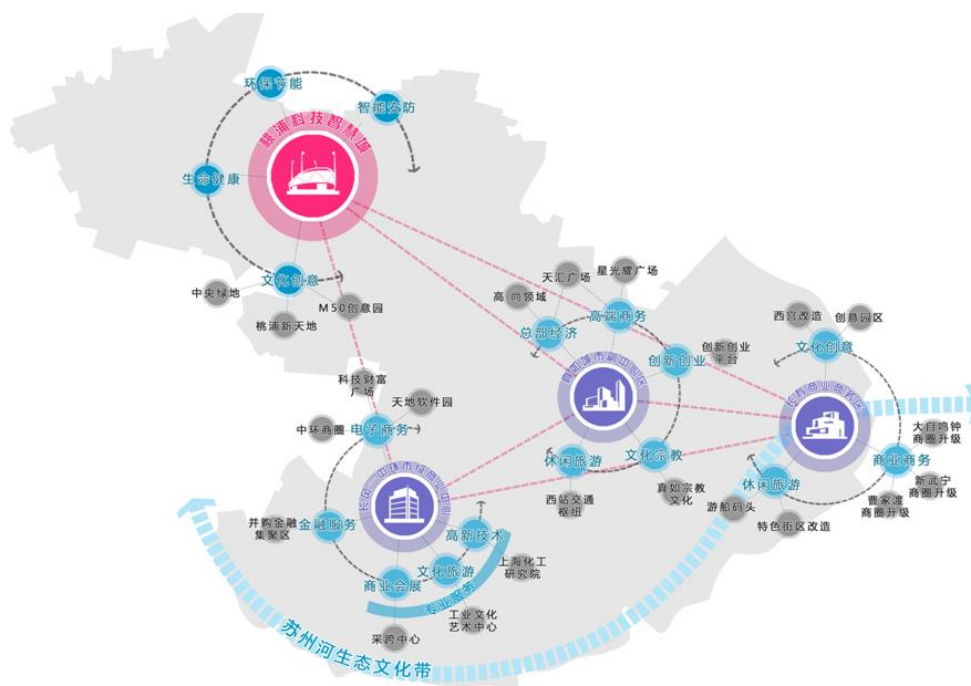 环保节能
智能安防
桃浦科技智慧城
生命健康
文化创意
中央绿地
桃浦新天地
M50创意园
天汇广场
星光耀广场
高尚领域
总部经济
高端商务
创新创业
创新创业
平台
真如城市副中心区
休闲旅游
文化宗教
西站交通
枢纽
真如宗教
文化
西宫改造
创意园区
文化创意
长寿商业商务区
大自鸣钟
商圈升级
商业商务
新武宁
商圈升级
曹家渡
商圈升级
休闲旅游
游船码头
特色街区改造
科技财富
广场
天地软件园
中环商圈
电子商务
长风—中环市级商业中心
并购金融
集聚区
金融服务
高新技术
文化旅游
商业会展
专业服务
上海化工
研究院
工业文化
艺术中心
采跨中心
苏州河生态文化带